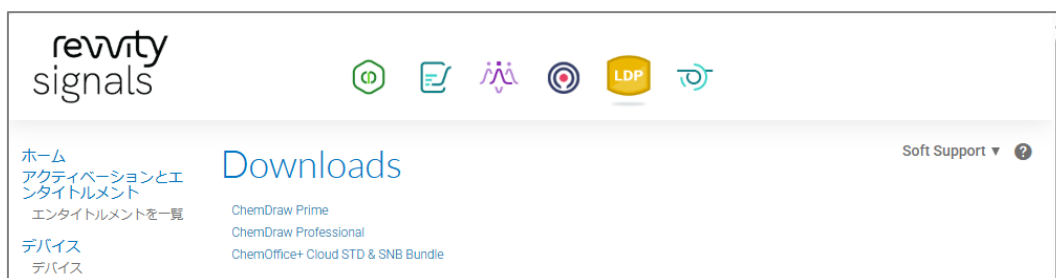 revvity
signals
LDP
Soft Support ▼ ?
ホーム
アクティベーションとエ
ンタイトルメント
エンタイトルメントを一覧
デバイス
デバイス
Downloads
ChemDraw Prime
ChemDraw Professional
ChemOffice+ Cloud STD & SNB Bundle